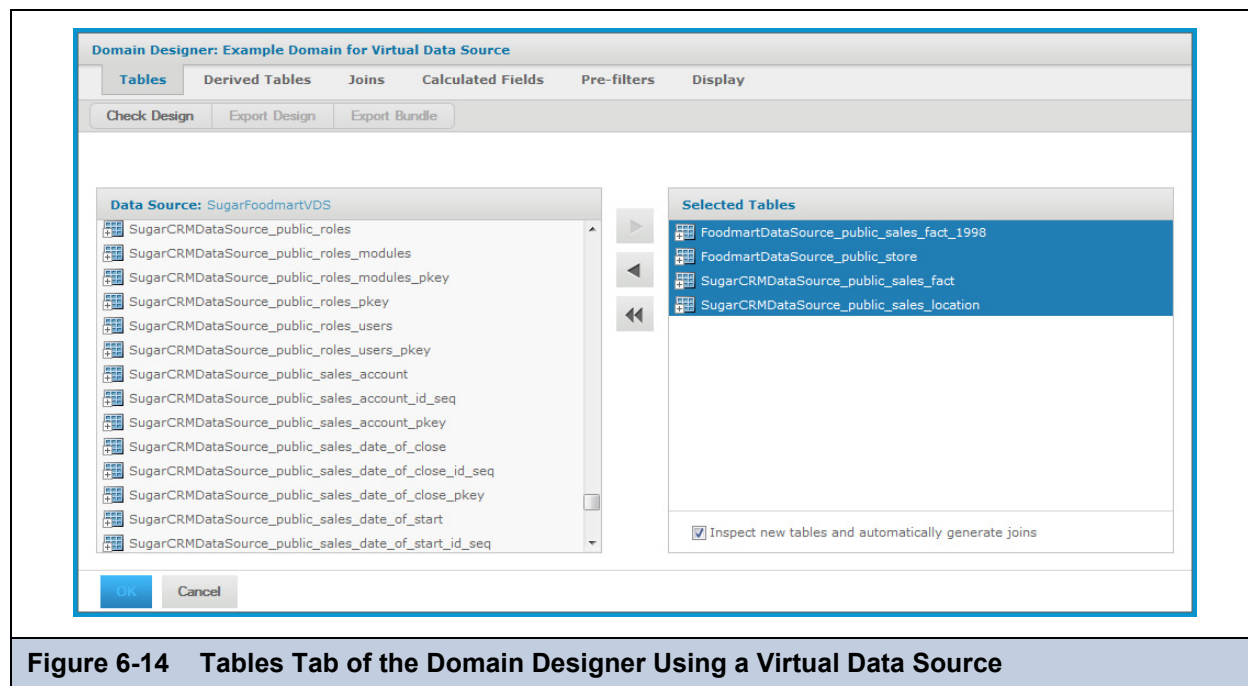 Domain Designer: Example Domain for Virtual Data Source
Tables Derived Tables Joins Calculated Fields Pre-filters Display
Check Design Export Design Export Bundle
Data Source: SugarFoodmartVDS
SugarCRMDataSource_public_roles
SugarCRMDataSource_public_roles_modules
SugarCRMDataSource_public_roles_modules_pkey
SugarCRMDataSource_public_roles_pkey
SugarCRMDataSource_public_roles_users
SugarCRMDataSource_public_roles_users_pkey
SugarCRMDataSource_public_sales_account
SugarCRMDataSource_public_sales_account_id_seq
SugarCRMDataSource_public_sales_account_pkey
SugarCRMDataSource_public_sales_date_of_close
SugarCRMDataSource_public_sales_date_of_close_id_seq
SugarCRMDataSource_public_sales_date_of_close_pkey
SugarCRMDataSource_public_sales_date_of_start
SugarCRMDataSource_public_sales_date_of_start_id_seq
Selected Tables
FoodmartDataSource_public_sales_fact_1998
FoodmartDataSource_public_store
SugarCRMDataSource_public_sales_fact
SugarCRMDataSource_public_sales_location
Inspect new tables and automatically generate joins
OK Cancel
Figure 6-14 Tables Tab of the Domain Designer Using a Virtual Data Source